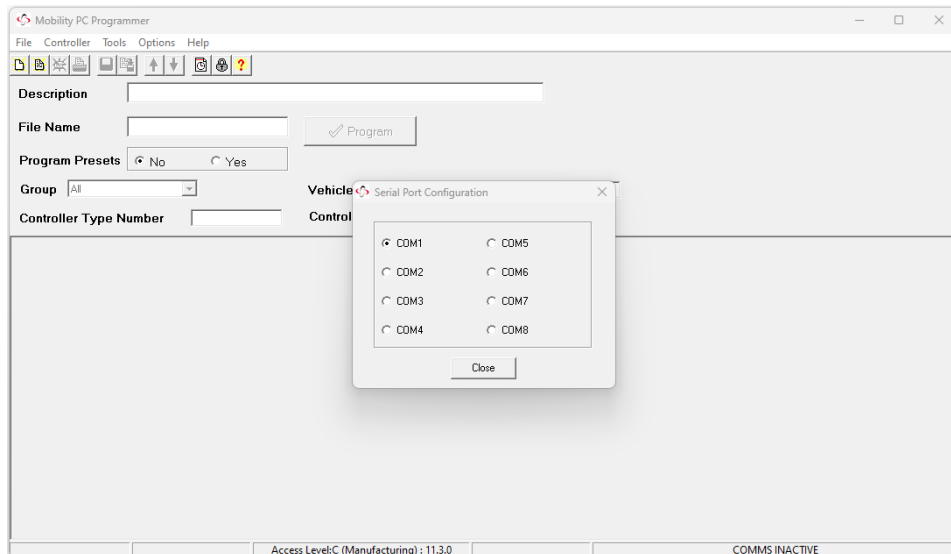 Mobility PC Programmer
File Controller Tools Options Help
Description
File Name
Program
Program Presets No Yes
Group All Vehicle
Serial Port Configuration
Controller Type Number Control
COM1 COM5
COM2 COM6
COM3 COM7
COM4 COM8
Close
Access Level:C (Manufacturing) : 11.3.0 COMMS INACTIVE